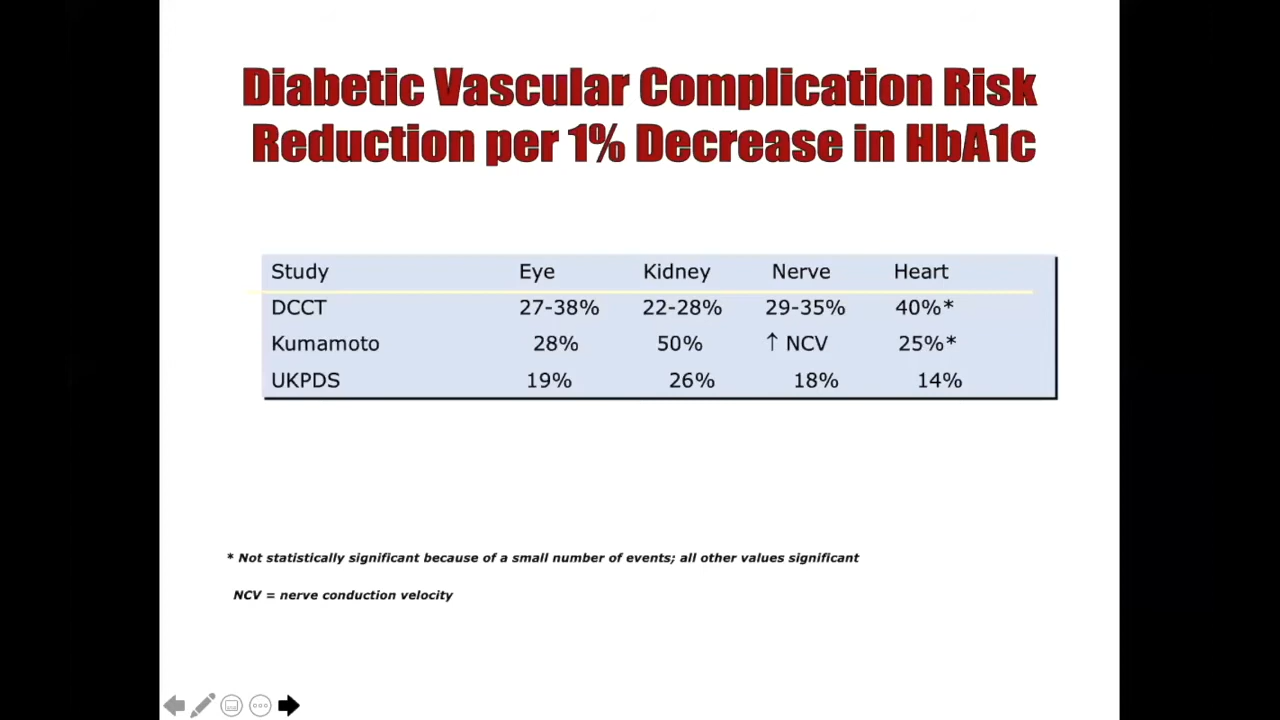 Diabetic Vascular Complication Risk
Reduction per 1% Decrease in HbA1c
Study Eye Kidney Nerve Heart
DCCT 27-38% 22-28% 29-35% 40%*
Kumamoto 28% 50% ↑ NCV 25%*
UKPDS 19% 26% 18% 14%
* Not statistically significant because of a small number of events; all other values significant
NCV = nerve conduction velocity